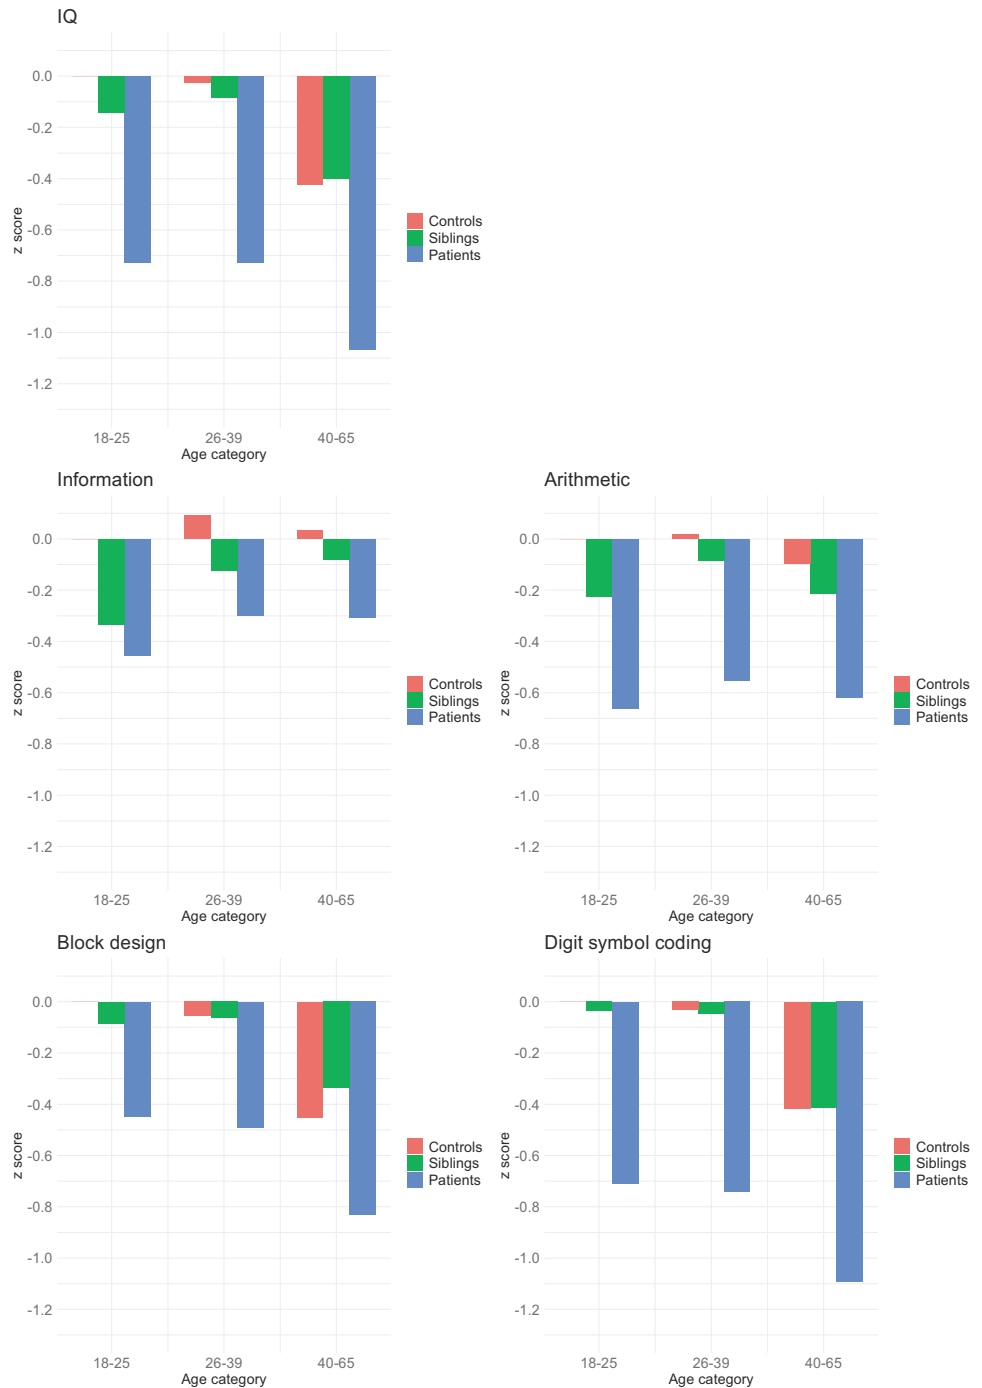 IQ
0.0
-0.2
-0.4
-0.6
-0.8
-1.0
-1.2
z score
18-25 26-39 40-65
Age category
Controls
Siblings
Patients
Information
0.0
-0.2
-0.4
-0.6
-0.8
-1.0
-1.2
z score
18-25 26-39 40-65
Age category
Controls
Siblings
Patients
Arithmetic
0.0
-0.2
-0.4
-0.6
-0.8
-1.0
-1.2
z score
18-25 26-39 40-65
Age category
Controls
Siblings
Patients
Block design
0.0
-0.2
-0.4
-0.6
-0.8
-1.0
-1.2
z score
18-25 26-39 40-65
Age category
Controls
Siblings
Patients
Digit symbol coding
0.0
-0.2
-0.4
-0.6
-0.8
-1.0
-1.2
z score
18-25 26-39 40-65
Age category
Controls
Siblings
Patients